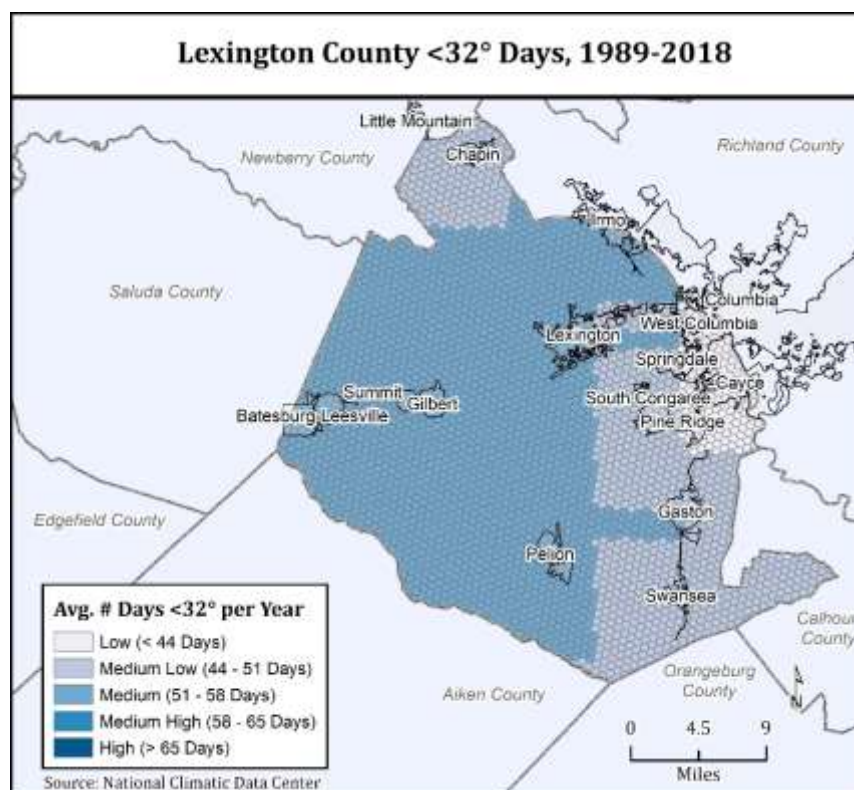 Lexington County <32° Days, 1989-2018
Little Mountain
Newberry County
Chapin
Richland County
Irmo
Saluda County
Columbia
West Columbia
Lexington
Springdale
Cayce
Summit
Gilbert
South Congaree
Batesburg-Leesville
Pine Ridge
Edgefield County
Gaston
Pelion
Swansea
Calhoun
County
Orangeburg
County
Aiken County
Avg. # Days <32° per Year
Low (< 44 Days)
Medium Low (44 - 51 Days)
Medium (51 - 58 Days)
Medium High (58 - 65 Days)
High (> 65 Days)
N
0 4.5 9
Miles
Source: National Climatic Data Center